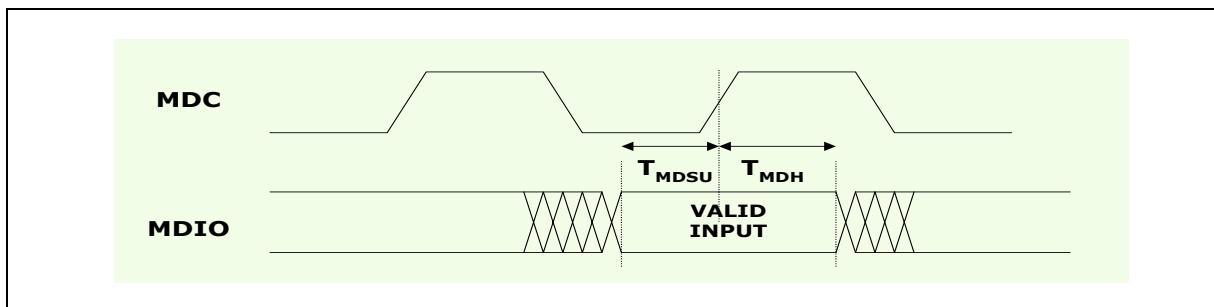 MDC
TMDSU TMDH
MDIO
VALID
INPUT